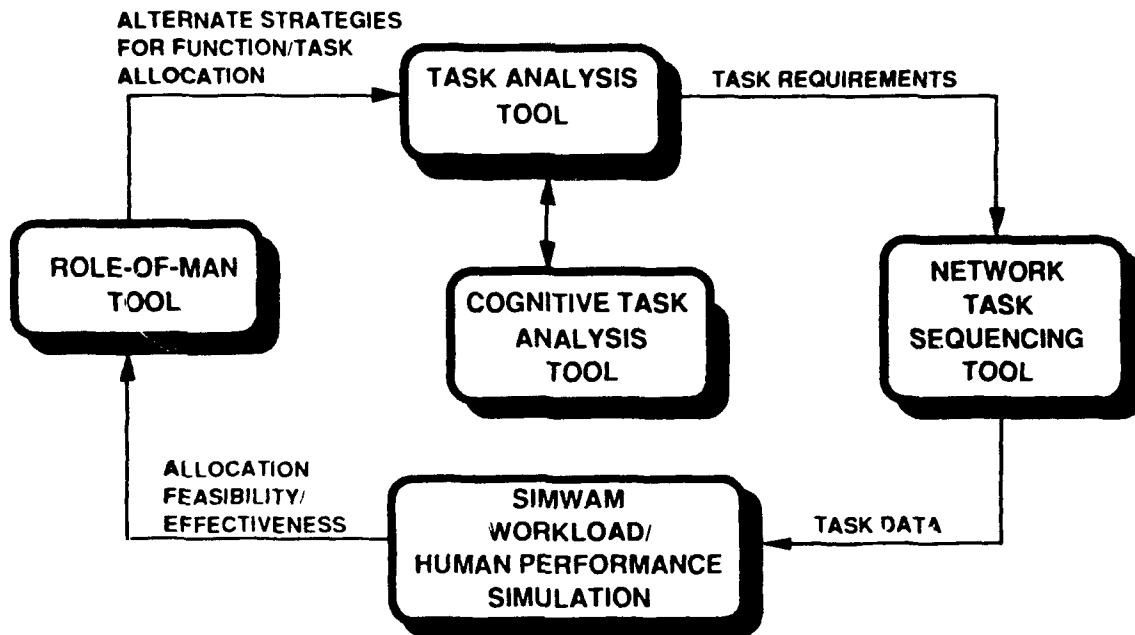 ALTERNATE STRATEGIES
FOR FUNCTION/TASK
ALLOCATION
TASK ANALYSIS
TOOL
TASK REQUIREMENTS
ROLE-OF-MAN
TOOL
COGNITIVE TASK
ANALYSIS
TOOL
NETWORK
TASK
SEQUENCING
TOOL
ALLOCATION
FEASIBILITY/
EFFECTIVENESS
SIMWAM
WORKLOAD/
HUMAN PERFORMANCE
SIMULATION
TASK DATA